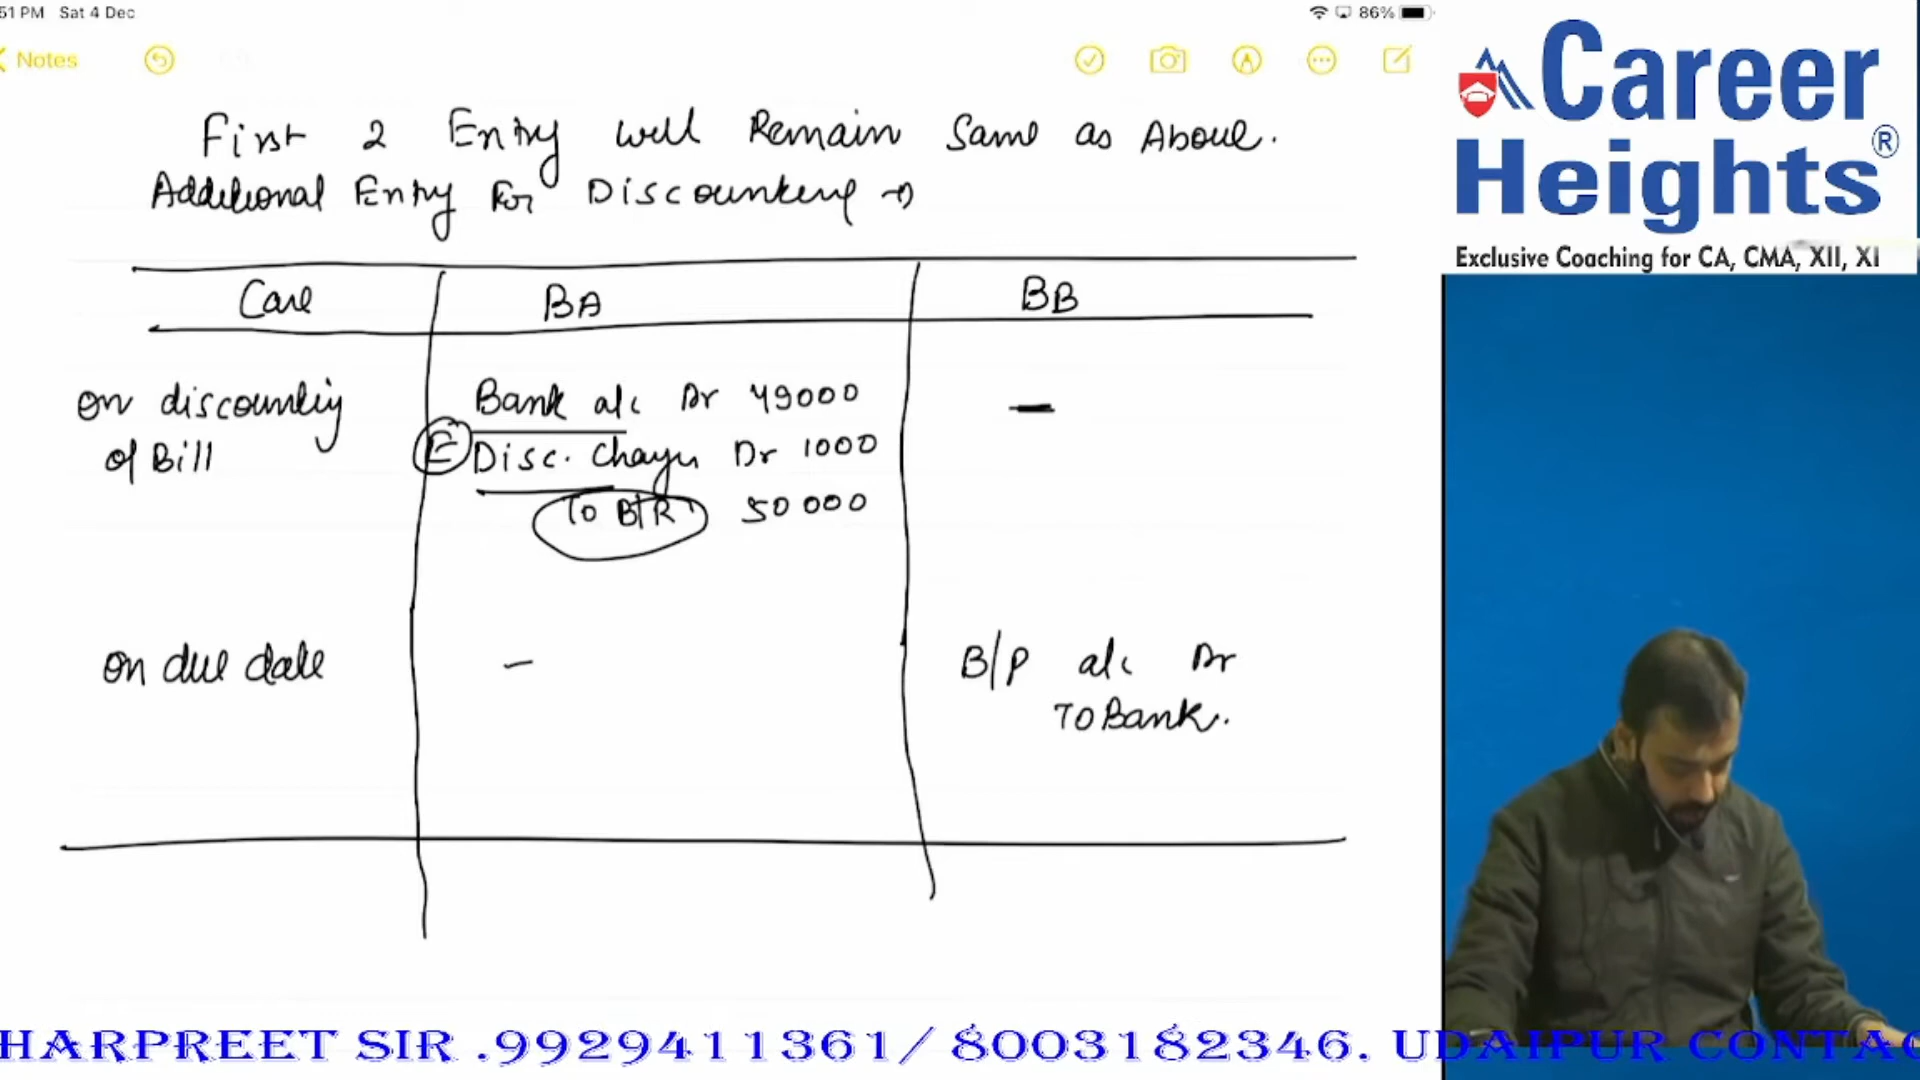 51 PM Sat 4 Dec
86%
Notes
First 2 Entry will Remain Same as Above.
Additional Entry For Discounting →
Case BA BB
on discounting of Bill
Bank a/c Dr 49000
E Disc. Charges Dr 1000
To B/R 50000
—
on due date
—
B/P a/c Dr
To Bank.
Career
Heights®
Exclusive Coaching for CA, CMA, XII, XI
HARPREET SIR .9929411361/ 8003182346. UDAIPUR CONTAC